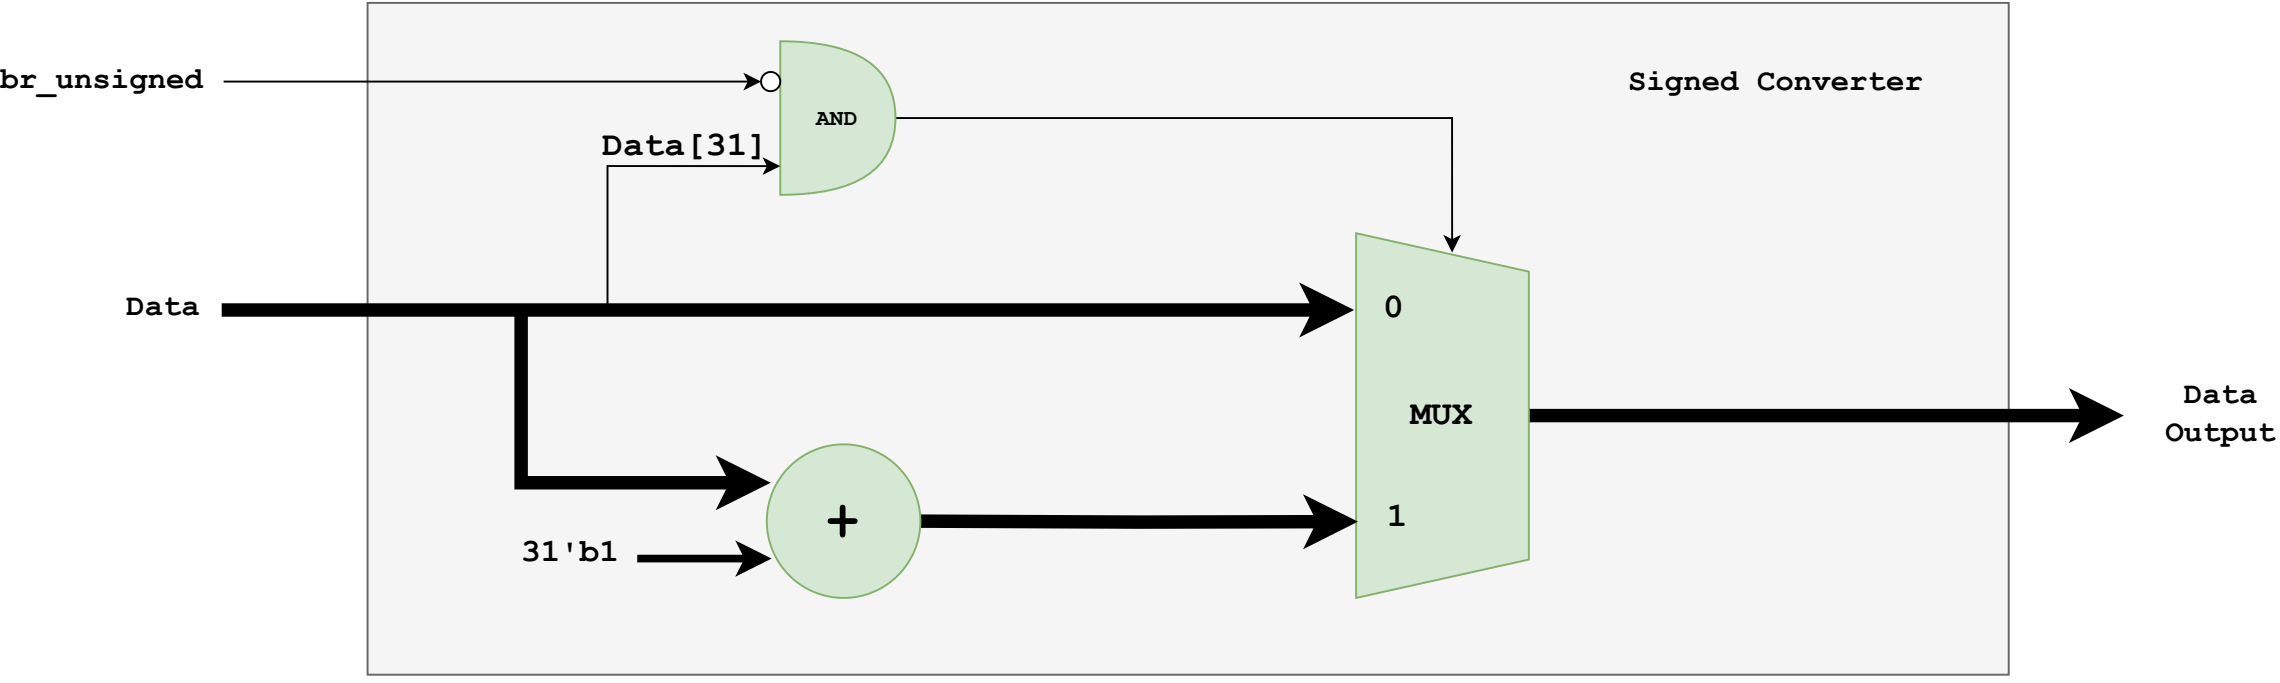 br_unsigned
Signed Converter
AND
Data[31]
Data
0
MUX
Data
Output
1
+
31'b1